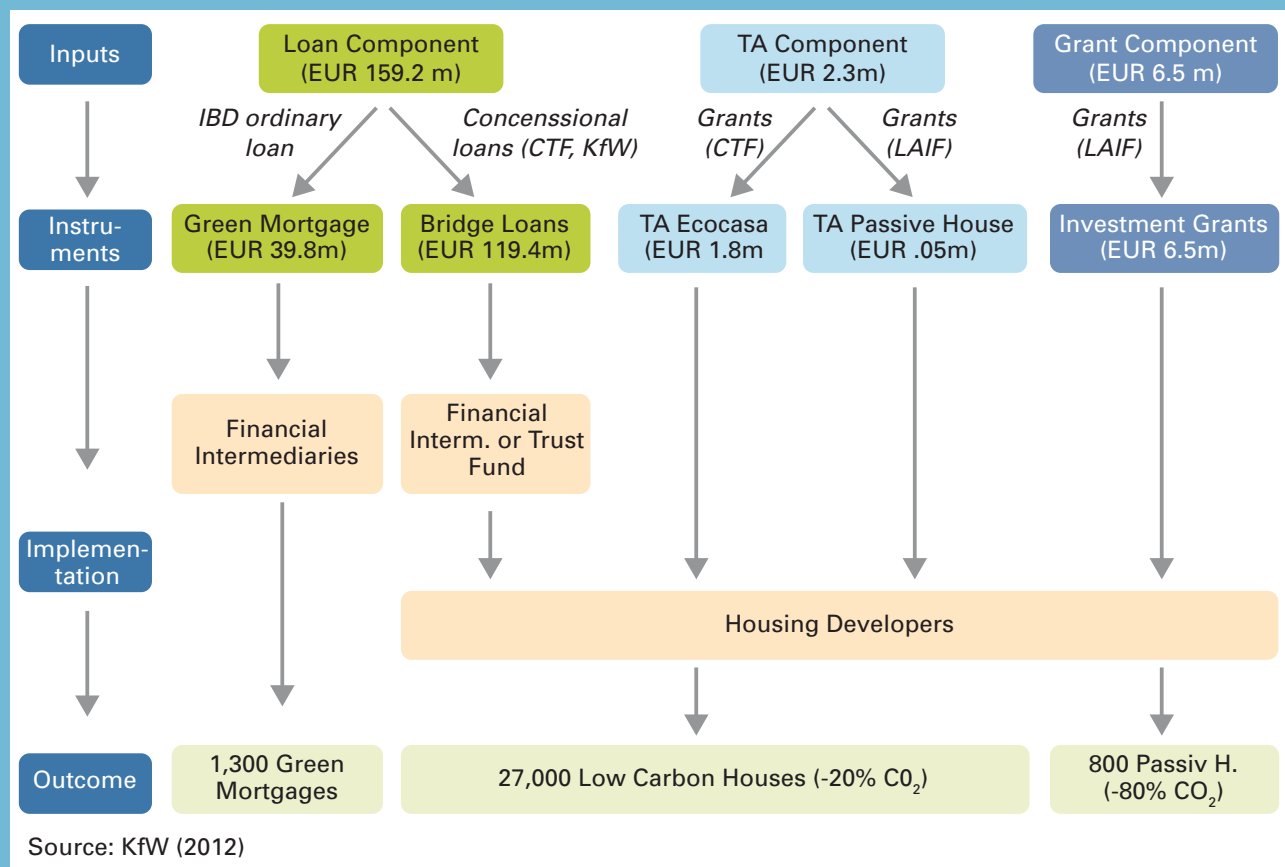 Inputs
Loan Component
(EUR 159.2 m)
TA Component
(EUR 2.3m)
Grant Component
(EUR 6.5 m)
IBD ordinary
loan
Concenssional
loans (CTF, KfW)
Grants
(CTF)
Grants
(LAIF)
Grants
(LAIF)
Instru-
ments
Green Mortgage
(EUR 39.8m)
Bridge Loans
(EUR 119.4m)
TA Ecocasa
(EUR 1.8m
TA Passive House
(EUR .05m)
Investment Grants
(EUR 6.5m)
Financial
Intermediaries
Financial
Interm. or Trust
Fund
Implemen-
tation
Housing Developers
Outcome
1,300 Green
Mortgages
27,000 Low Carbon Houses (-20% C0₂)
800 Passiv H.
(-80% CO₂)
Source: KfW (2012)